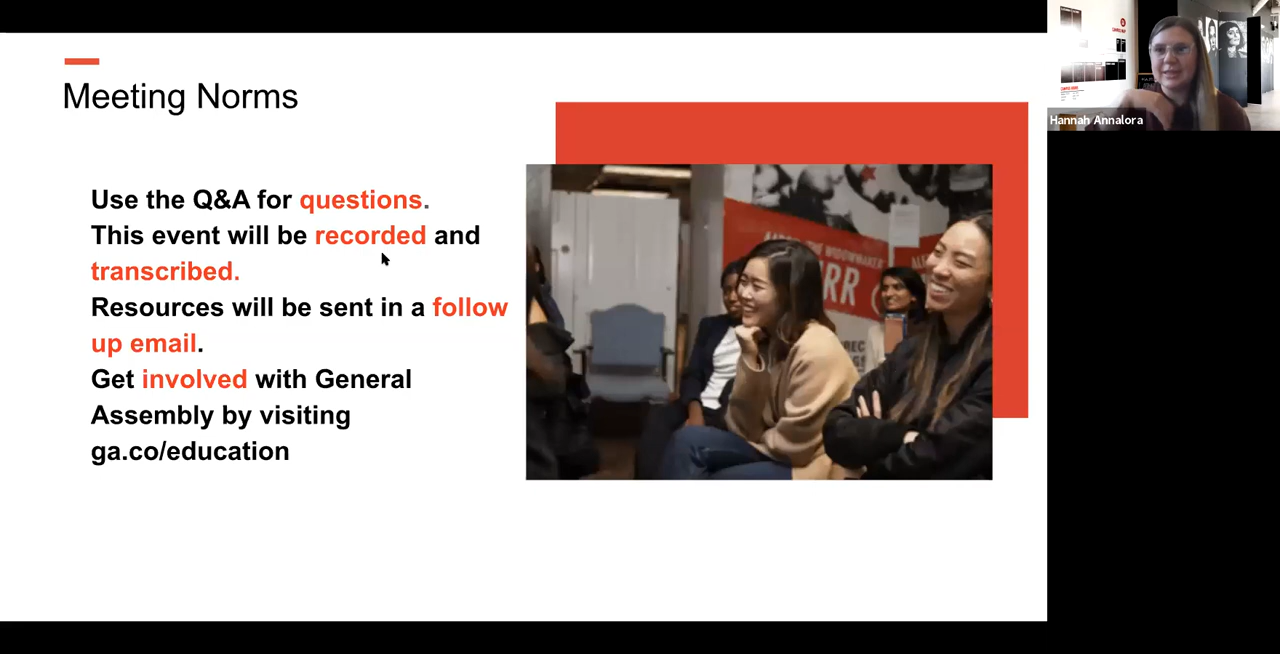 Meeting Norms
Use the Q&A for questions.
This event will be recorded and
transcribed.
Resources will be sent in a follow
up email.
Get involved with General
Assembly by visiting
ga.co/education
Hannah Annalora